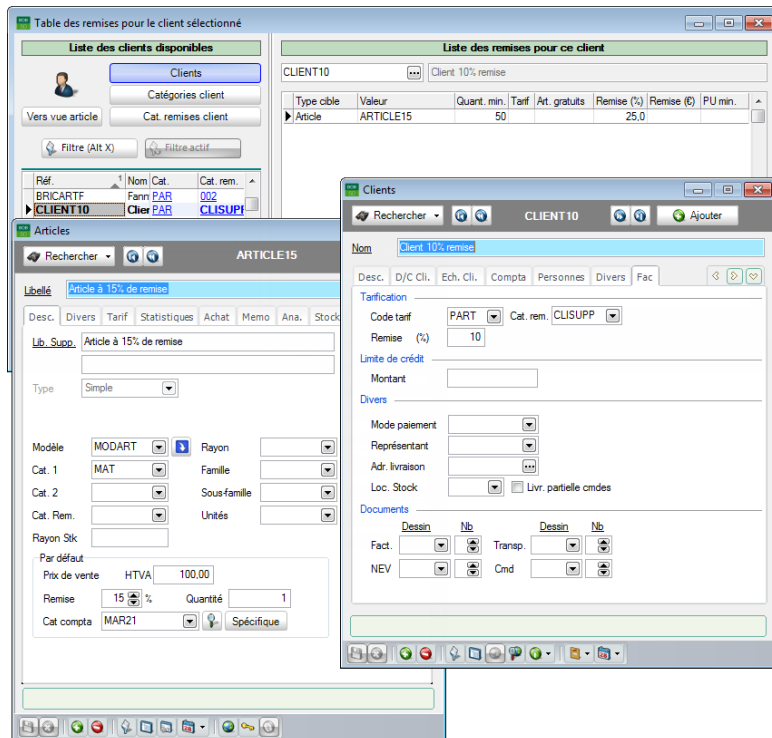 Table des remises pour le client sélectionné
Liste des clients disponibles
Clients
Catégories client
Vers vue article
Cat. remises client
Filtre (Alt X)
Filtre actif
Réf. 1 Nom Cat. Cat. rem.
BRICARTF Fann PAR 002
CLIENT10 Clier PAR CLISUPF
Liste des remises pour ce client
CLIENT10 Client 10% remise
Type cible Valeur Quant. min. Tarif Art. gratuits Remise (%) Remise (€) PU min.
Article ARTICLE15 50 25,0
Articles
Rechercher ARTICLE15
Libellé Article à 15% de remise
Desc. Divers Tarif Statistiques Achat Memo Ana. Stock
Lib. Supp. Article à 15% de remise
Type Simple
Modèle MODART Rayon
Cat. 1 MAT Famille
Cat. 2 Sous-famille
Cat. Rem. Unités
Rayon Stk
Par défaut
Prix de vente HTVA 100,00
Remise 15 % Quantité 1
Cat compta MAR21 Spécifique
Clients
Rechercher CLIENT10 Ajouter
Nom Client 10% remise
Desc. D/C Cli. Ech. Cli. Compta Personnes Divers Fac
Tarification
Code tarif PART Cat. rem. CLISUPP
Remise (%) 10
Limite de crédit
Montant
Divers
Mode paiement
Représentant
Adr. livraison
Loc. Stock Livr. partielle cmdes
Documents
Dessin Nb Dessin Nb
Fact. Transp.
NEV Cmd